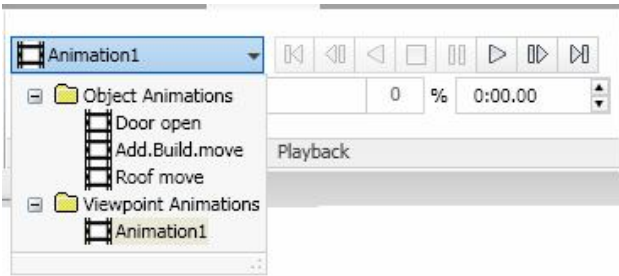 Animation1
Object Animations
0 % 0:00.00
Door open
Add.Build.move
Playback
Roof move
Viewpoint Animations
Animation1